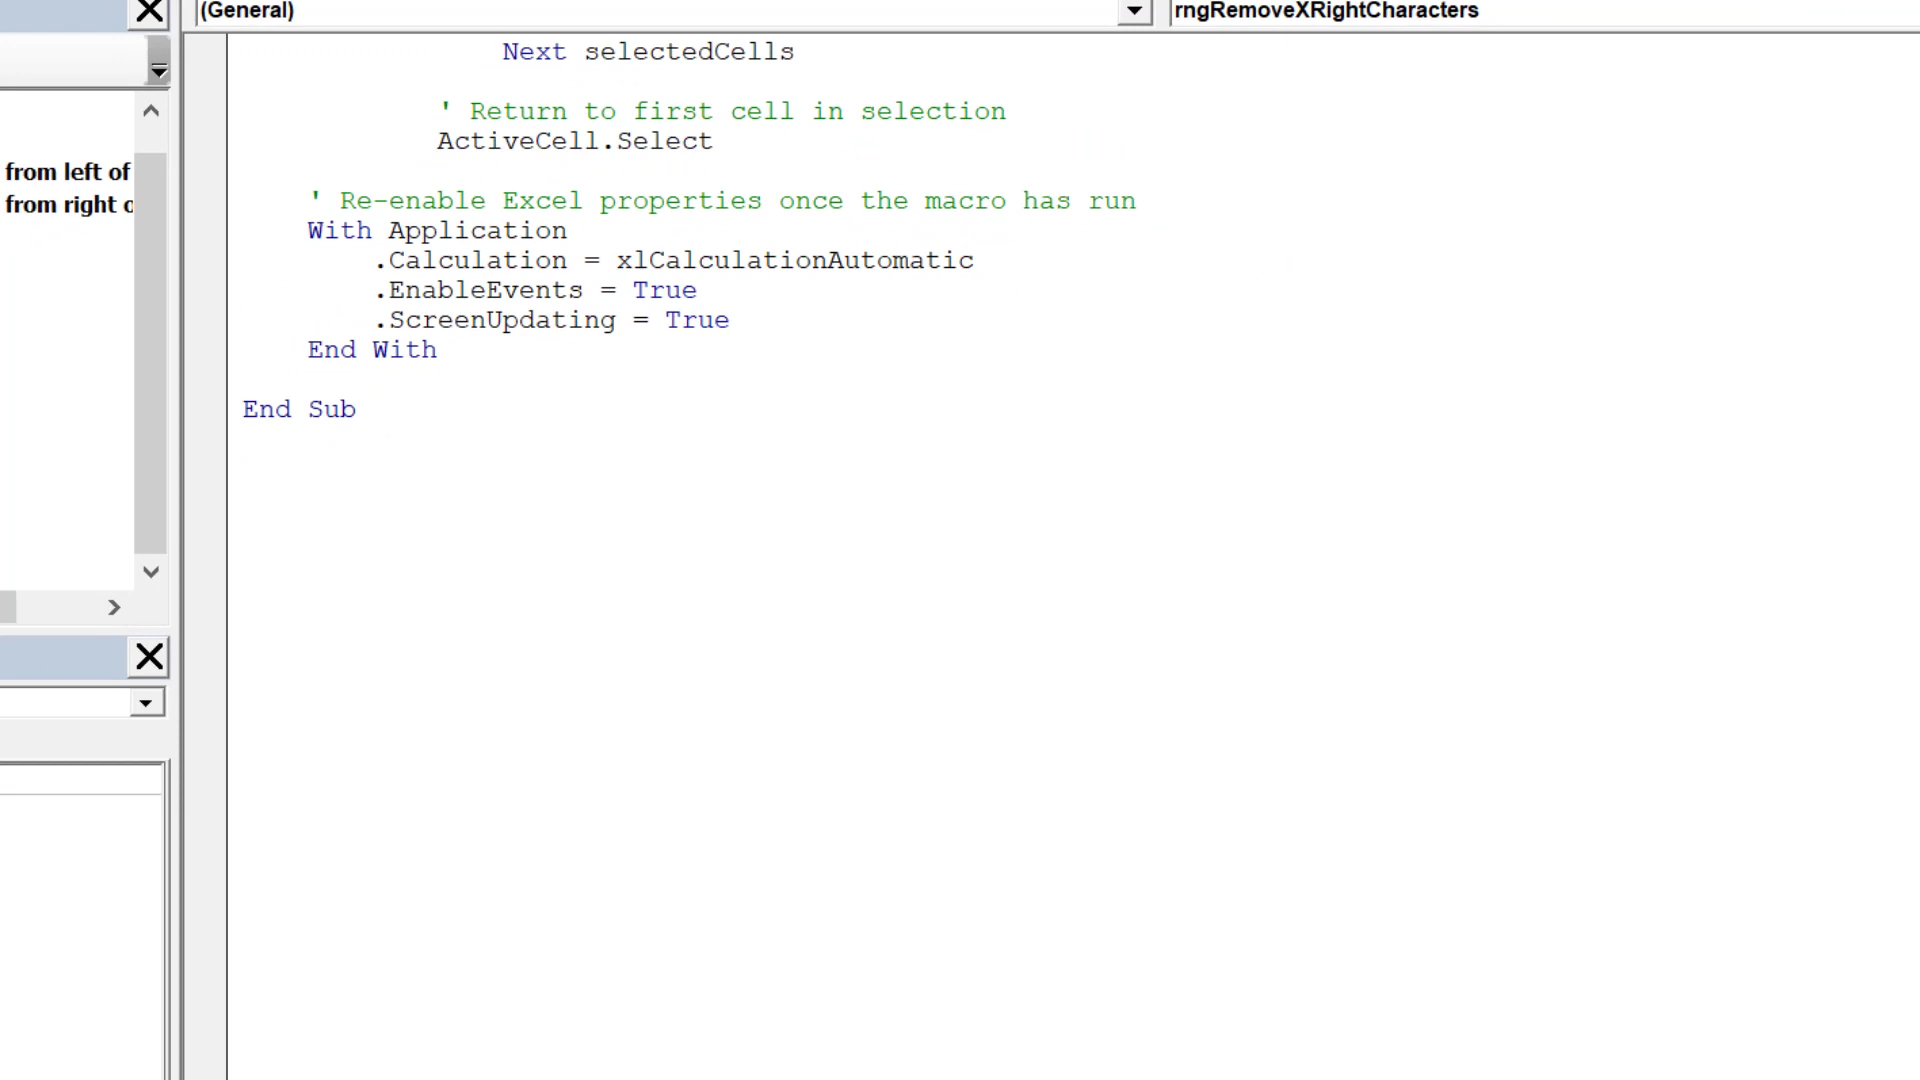 (General)
rngRemoveXRightCharacters
from left of
from right
Next selectedCells
' Return to first cell in selection
ActiveCell.Select
' Re-enable Excel properties once the macro has run
With Application
.Calculation = xlCalculationAutomatic
.EnableEvents = True
.ScreenUpdating = True
End With
End Sub